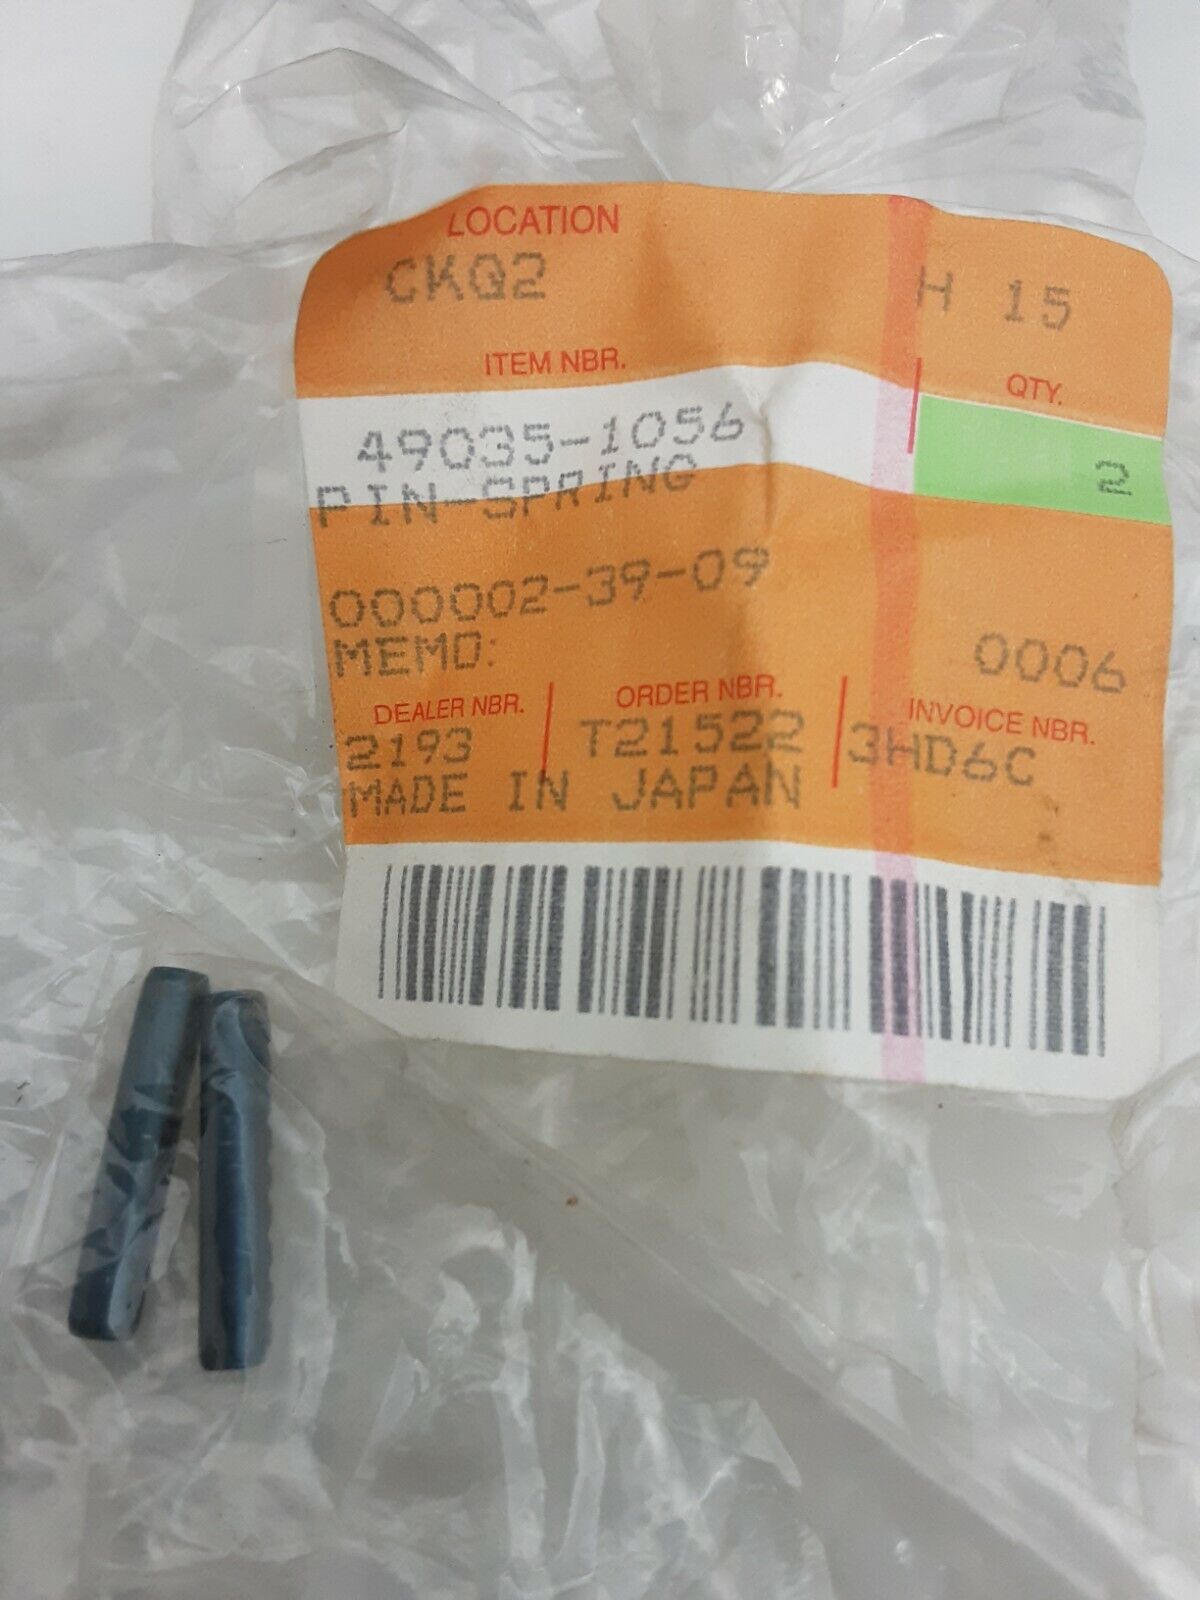 LOCATION
CKQ2 H 15
ITEM NBR. QTY.
49035-1056 2
PIN-SPRING
000002-39-09
MEMO: 0006
DEALER NBR. ORDER NBR. INVOICE NBR.
2193 T21522 3HD6C
MADE IN JAPAN